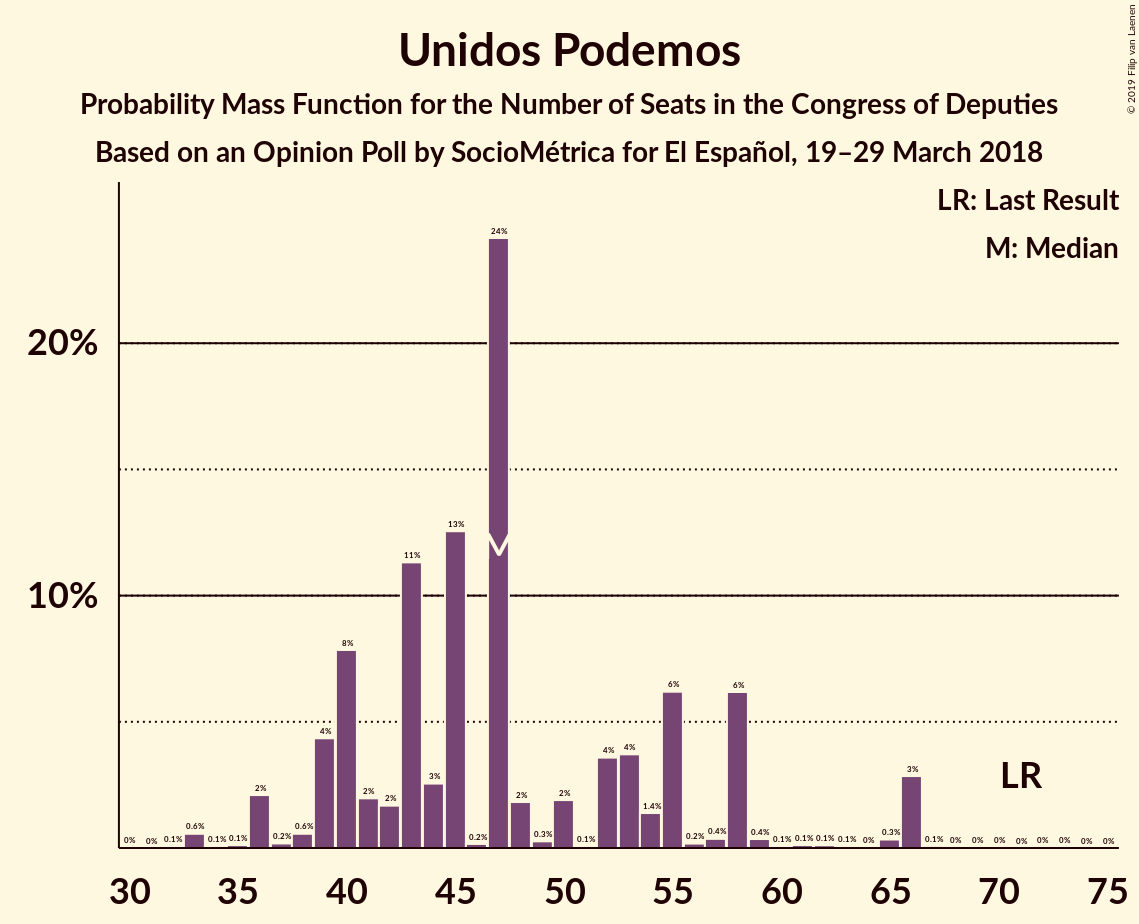 Unidos Podemos
Probability Mass Function for the Number of Seats in the Congress of Deputies
Based on an Opinion Poll by SocioMétrica for El Español, 19–29 March 2018
© 2019 Filip van Laenen
LR: Last Result
M: Median
20%
10%
0% 0% 0.1% 0.6% 0.1% 0.1% 2% 0.2% 0.6% 4% 8% 2% 2% 11% 3% 13% 0.2% 24% 2% 0.3% 2% 0.1% 4% 4% 1.4% 6% 0.2% 0.4% 6% 0.4% 0.1% 0.1% 0.1% 0.1% 0% 0.3% 3% 0.1% 0% 0% 0% 0% 0% 0% 0% 0%
LR
30 35 40 45 50 55 60 65 70 75